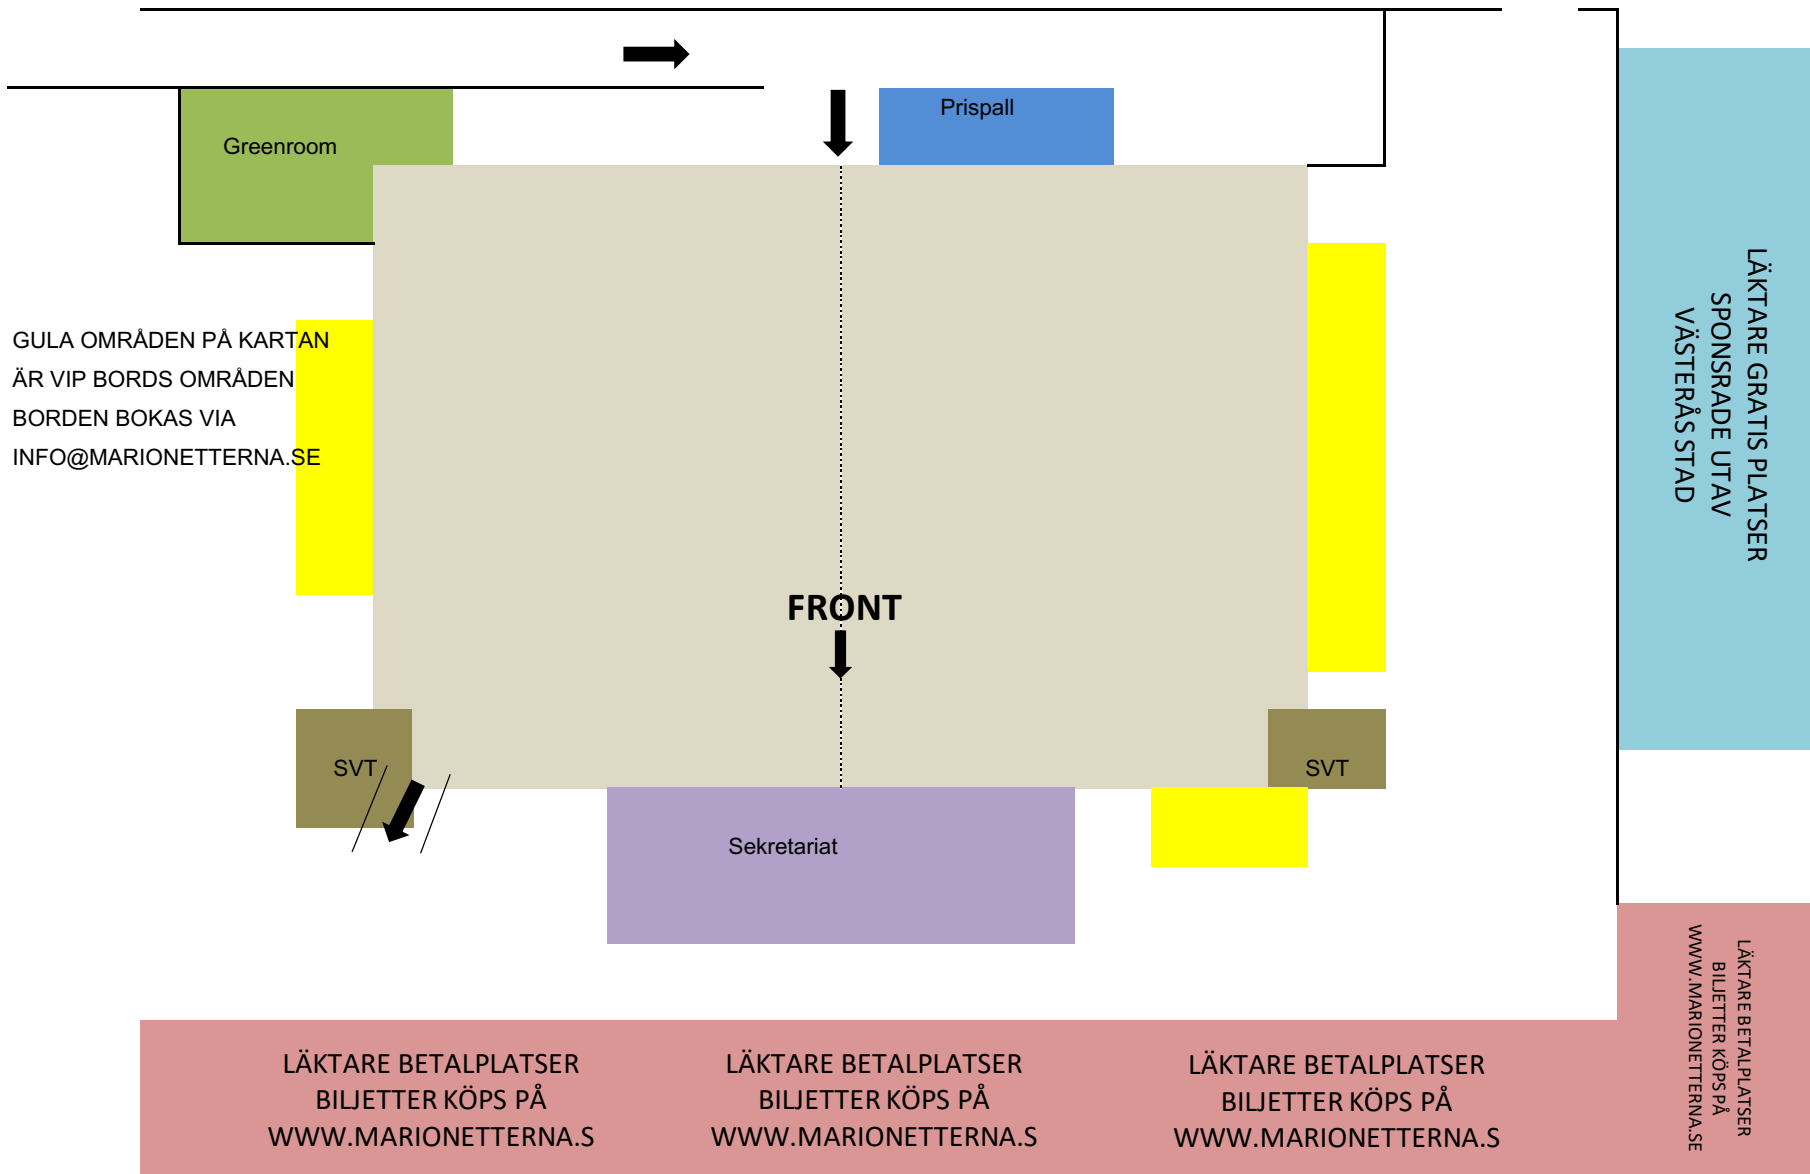 Prispall
Greenroom
GULA OMRÅDEN PÅ KARTAN
ÄR VIP BORDS OMRÅDEN
BORDEN BOKAS VIA
INFO@MARIONETTERNA.SE
LÄKTARE GRATIS PLATSER
SPONSRADE UTAV
VÄSTERÅS STAD
FRONT
SVT
SVT
Sekretariat
LÄKTARE BETALPLATSER
BILJETTER KÖPS PÅ
WWW.MARIONETTERNA.SE
LÄKTARE BETALPLATSER
BILJETTER KÖPS PÅ
WWW.MARIONETTERNA.S
LÄKTARE BETALPLATSER
BILJETTER KÖPS PÅ
WWW.MARIONETTERNA.S
LÄKTARE BETALPLATSER
BILJETTER KÖPS PÅ
WWW.MARIONETTERNA.S